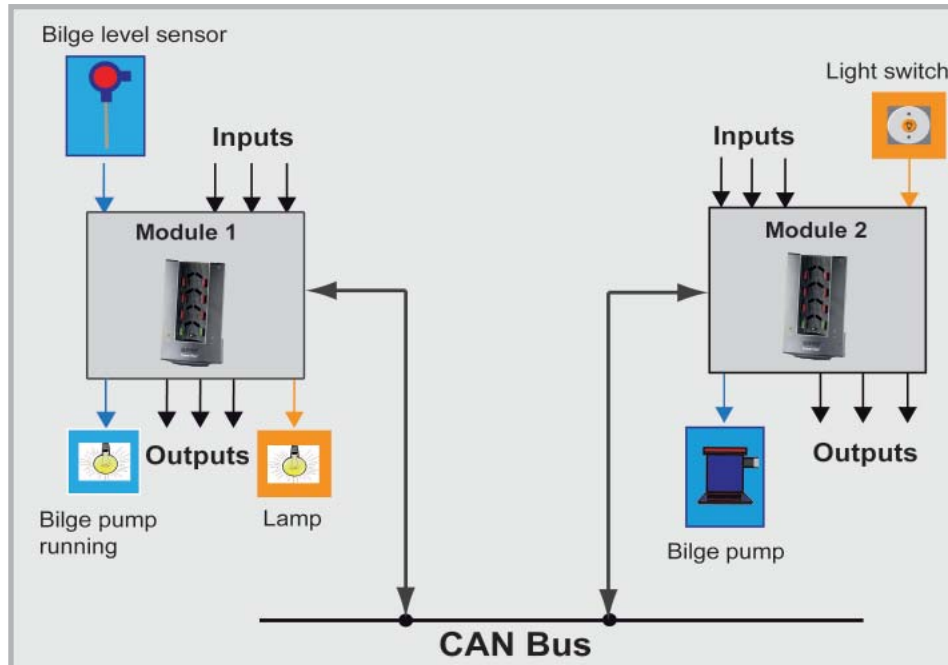 Bilge level sensor
Light switch
Inputs
Inputs
Module 1
Module 2
Outputs
Outputs
Bilge pump
running
Lamp
Bilge pump
CAN Bus